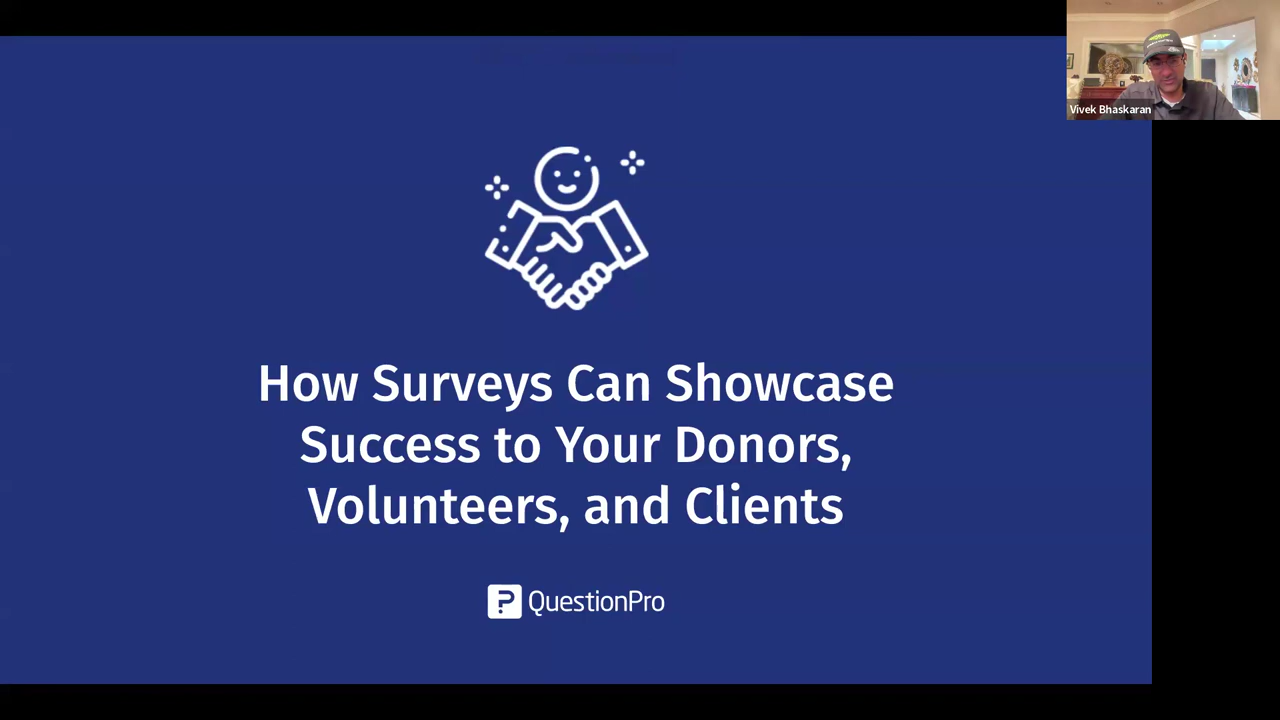 Vivek Bhaskaran
How Surveys Can Showcase
Success to Your Donors,
Volunteers, and Clients
QuestionPro